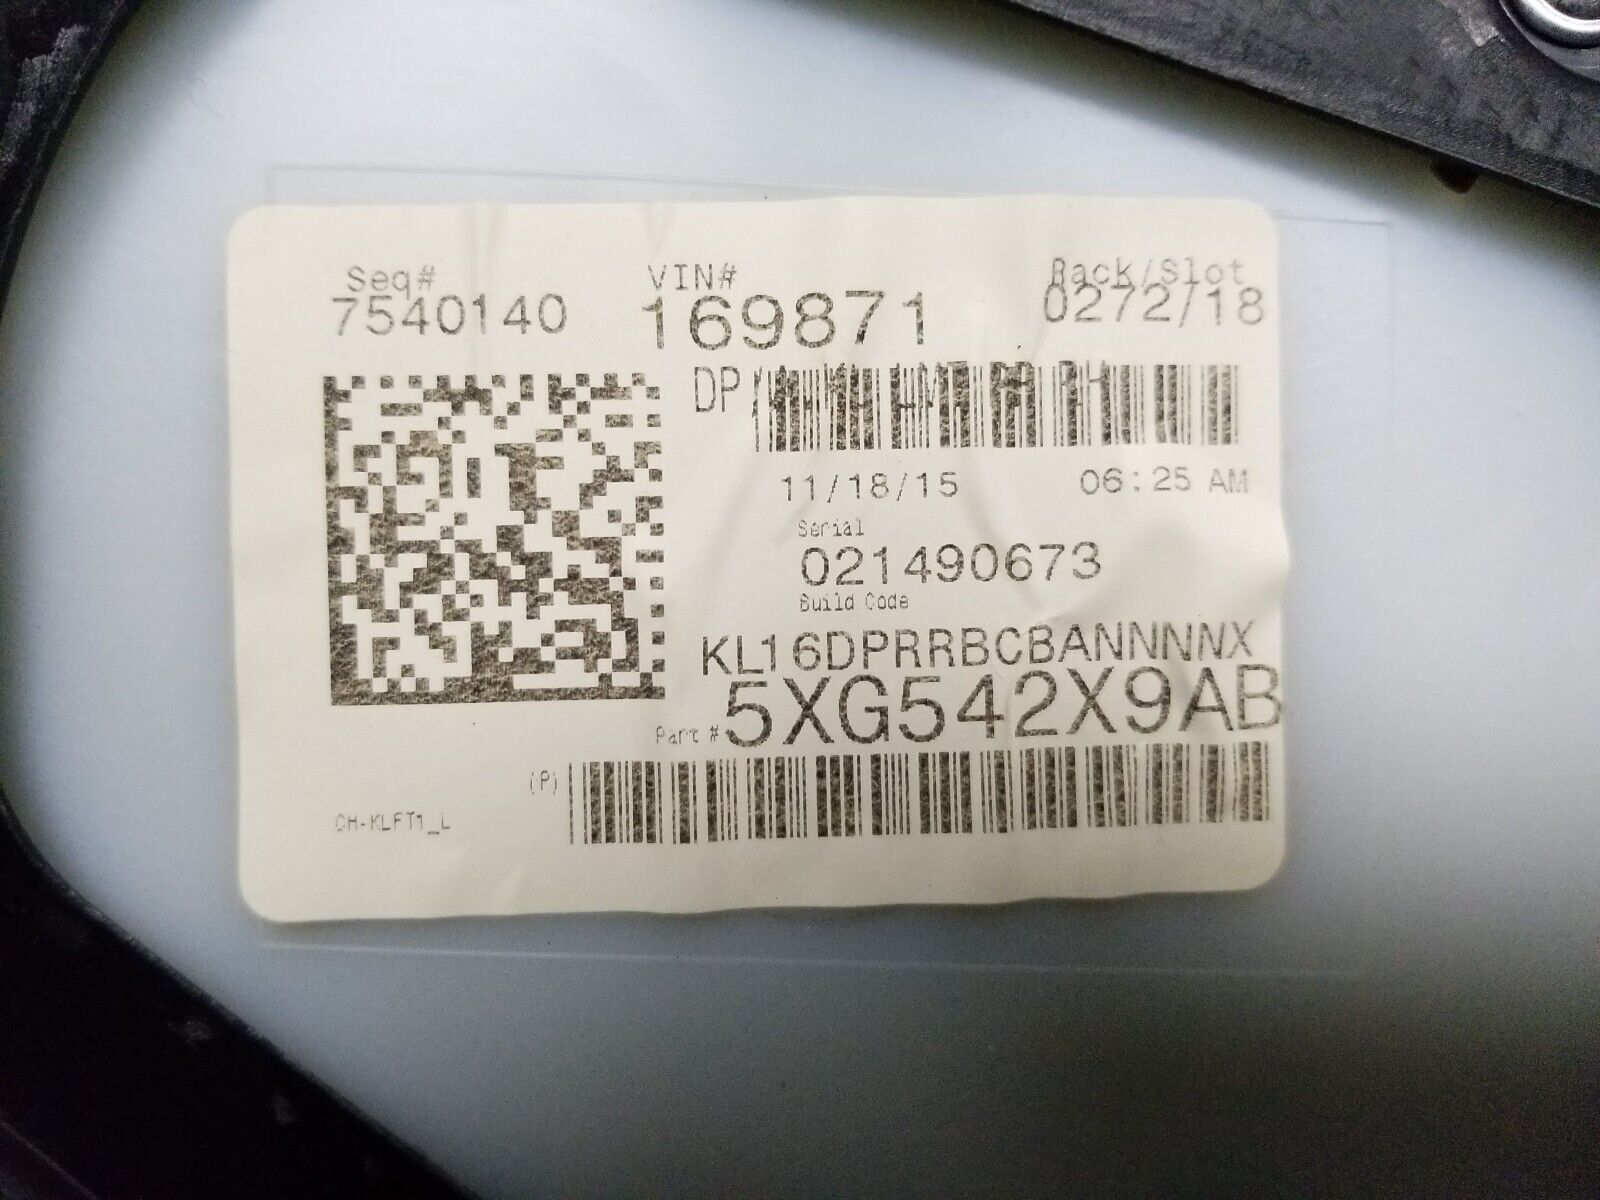 Seq# VIN# Rack/Slot
7540140 169871 0272/18
DP
11/18/15 06:25 AM
Serial
021490673
Build Code
KL16DPRRBCBANNNNNX
Part # 5XG542X9AB
(P)
CH-KLFT1_L